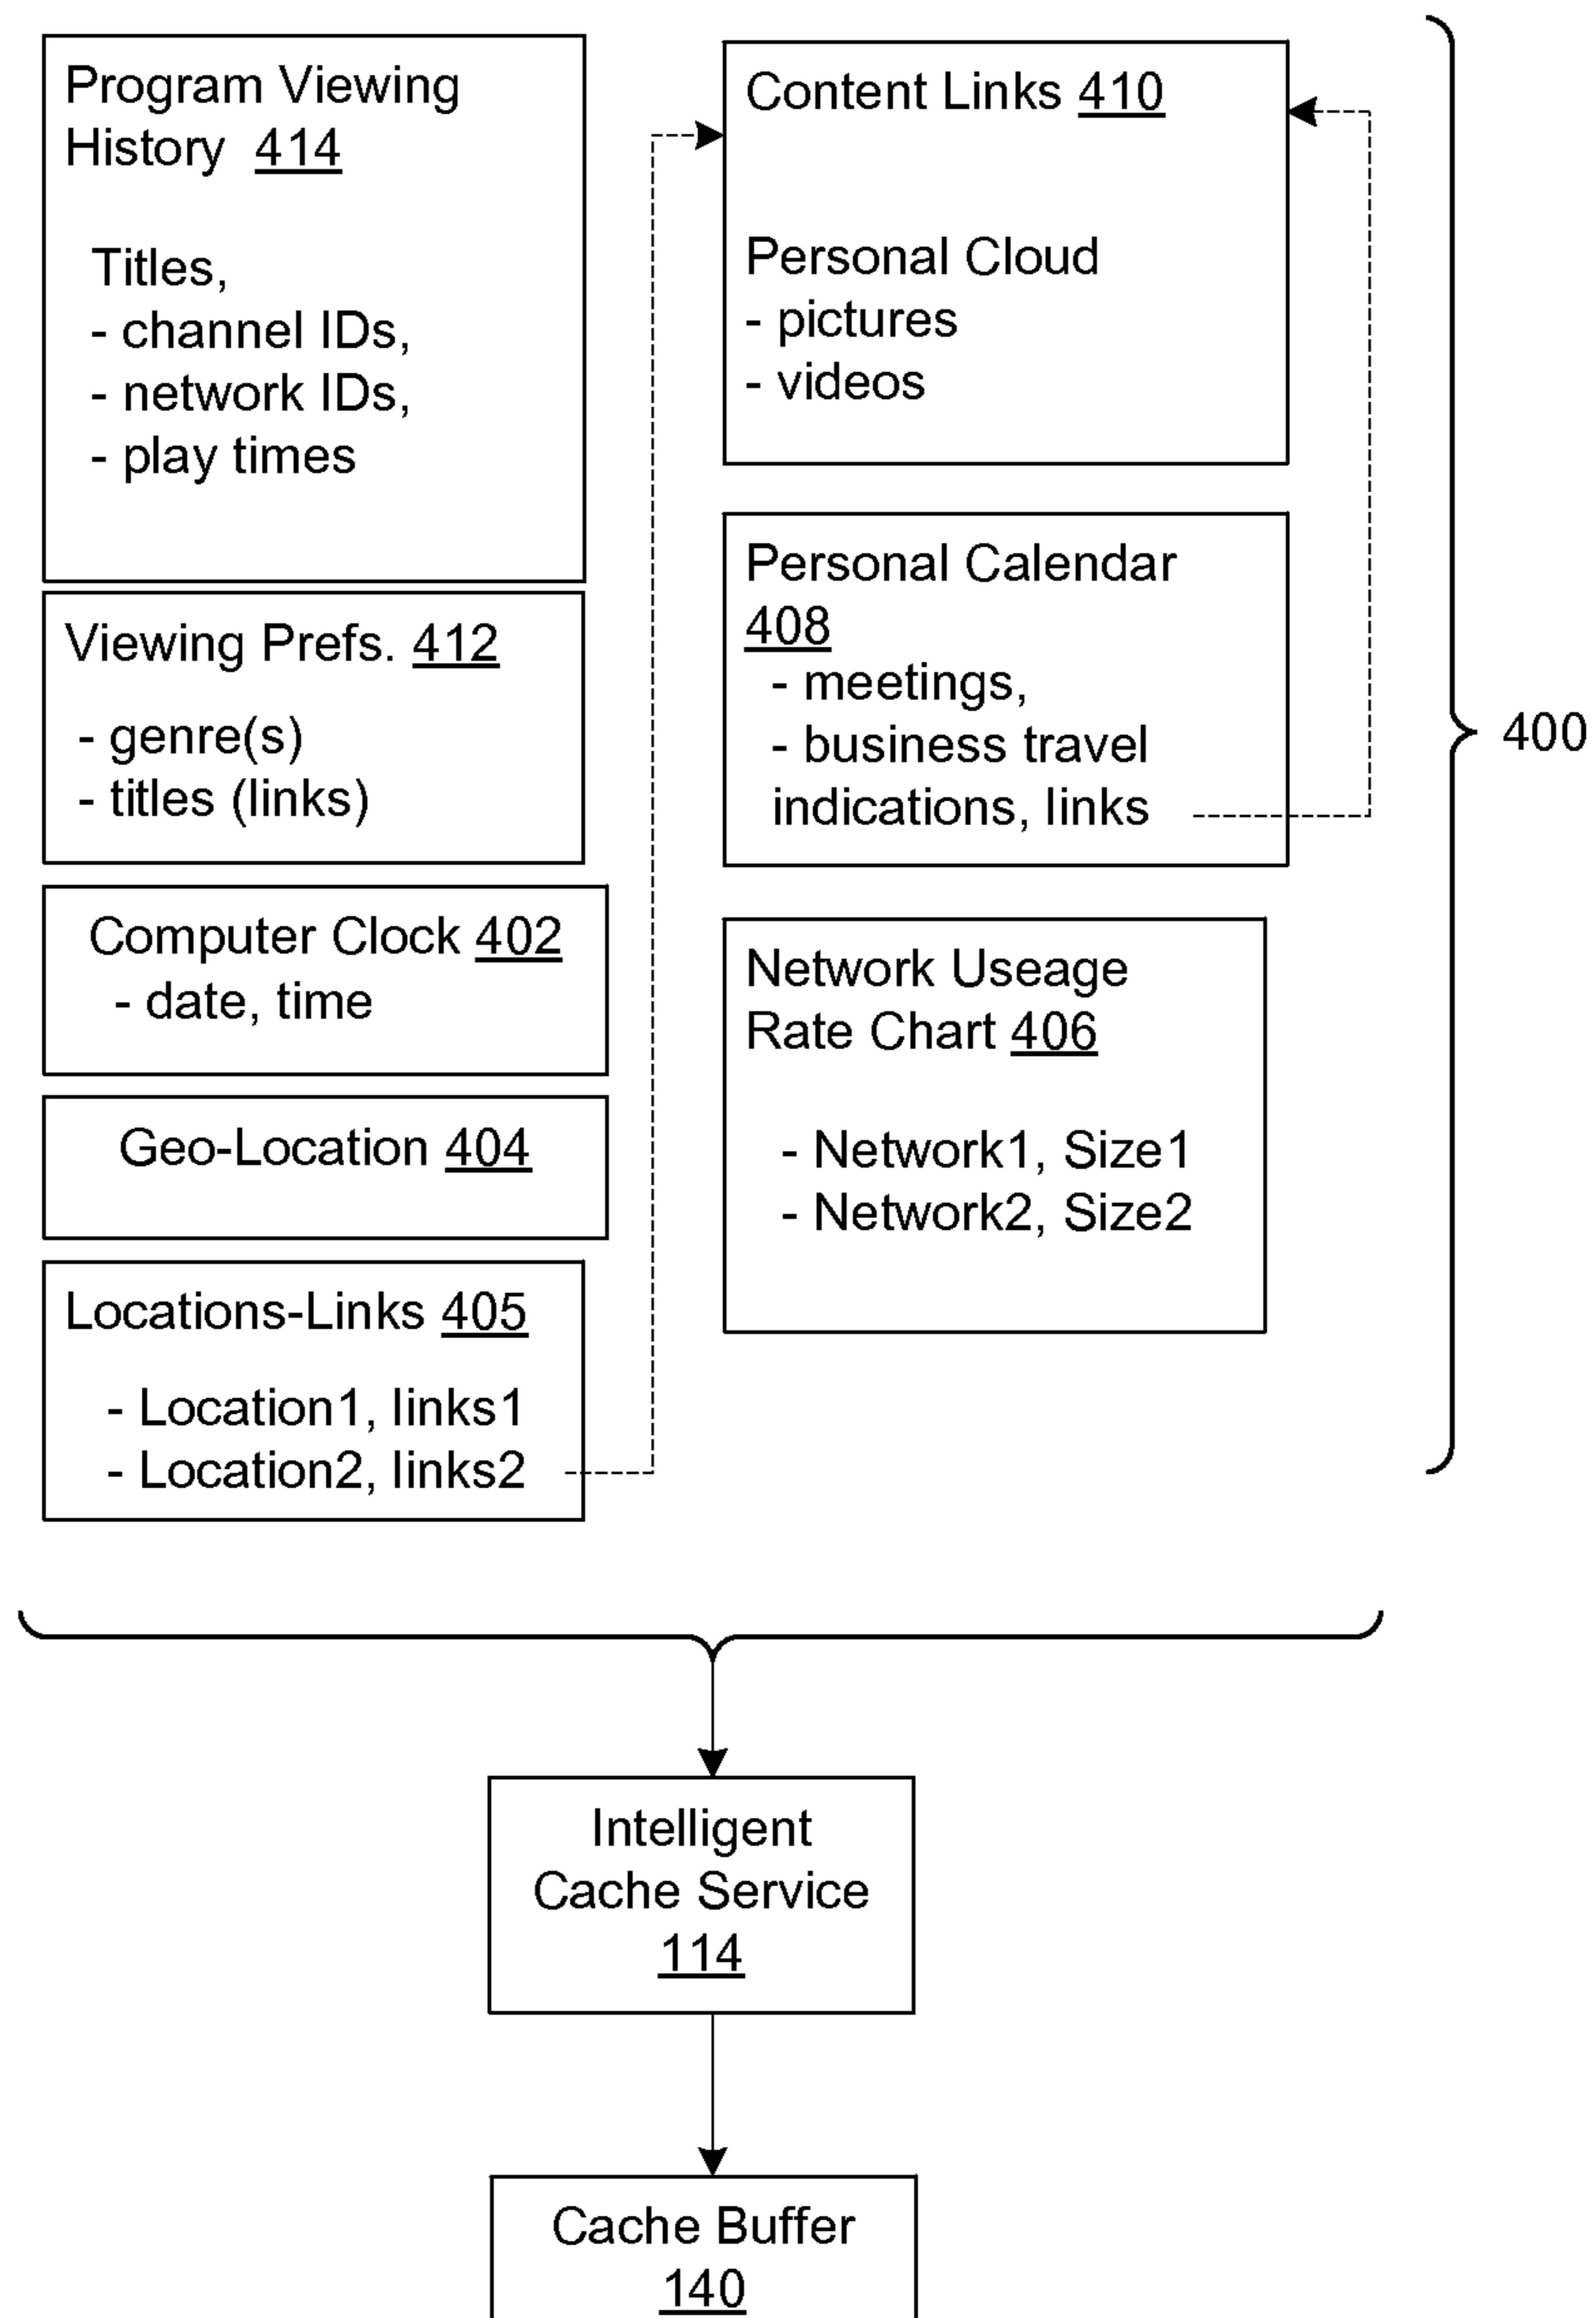 Program Viewing
History 414
Titles,
- channel IDs,
- network IDs,
- play times
Viewing Prefs. 412
- genre(s)
- titles (links)
Computer Clock 402
- date, time
Geo-Location 404
Locations-Links 405
- Location1, links1
- Location2, links2
Content Links 410
Personal Cloud
- pictures
- videos
Personal Calendar
408
- meetings,
- business travel
indications, links
Network Useage
Rate Chart 406
- Network1, Size1
- Network2, Size2
400
Intelligent
Cache Service
114
Cache Buffer
140